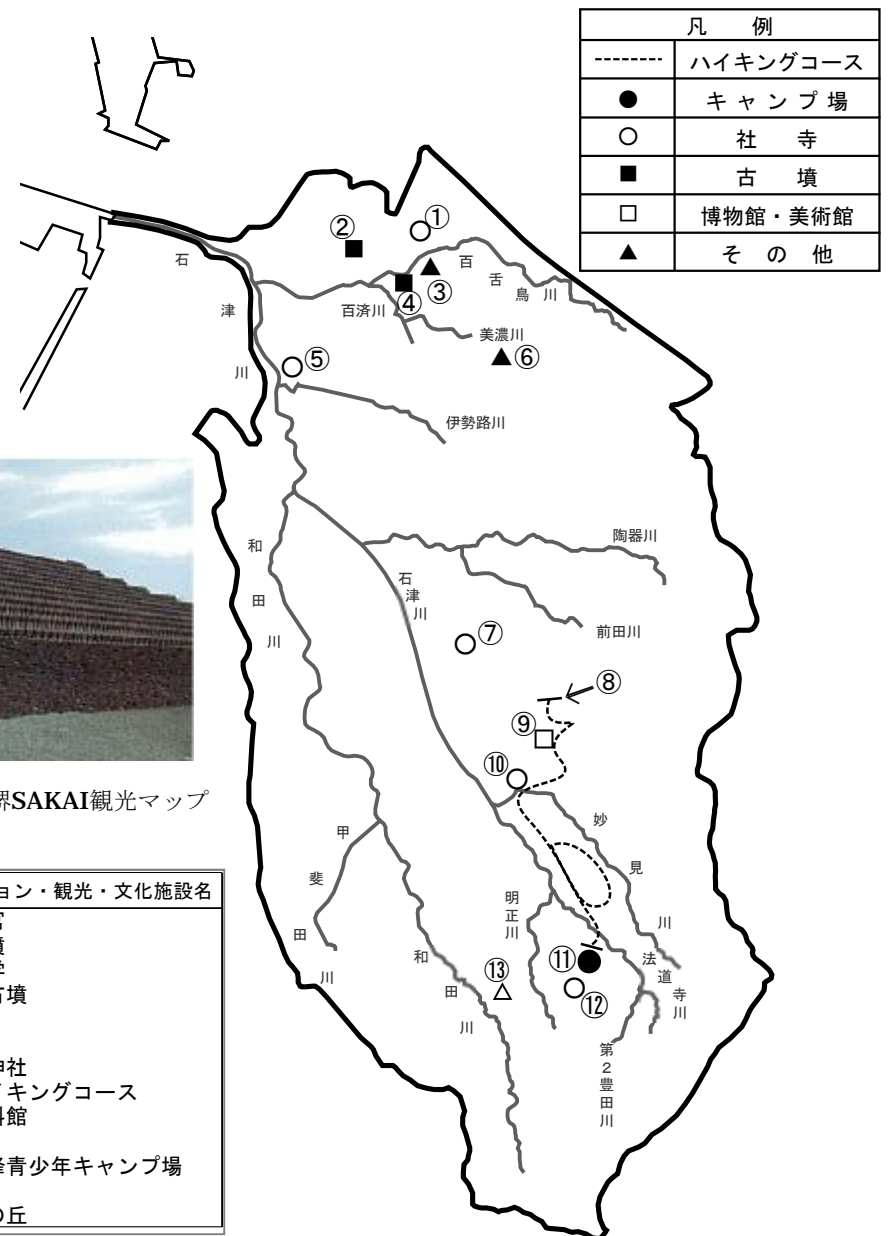 凡 例
ハイキングコース
キャンプ場
社 寺
古 墳
博物館・美術館
そ の 他
①
②
③
④
⑤
⑥
⑦
⑧
⑨
⑩
⑪
⑫
⑬
石津川
百舌鳥川
百済川
美濃川
伊勢路川
陶器川
前田川
石津川
和田川
甲斐田川
和田川
明正川
妙見川
法道寺川
第2豊田川
SAKAI観光マップ
ョン・観光・文化施設名
古墳
神社
キングコース
料館
青少年キャンプ場
の丘